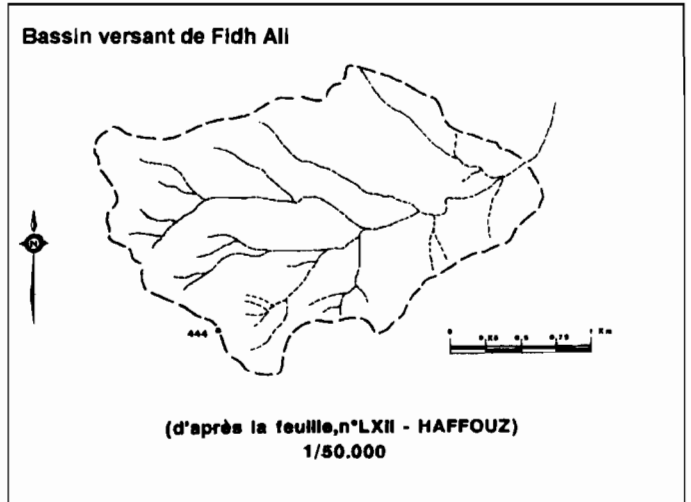 Bassin versant de Fidh Ali
N
444
0 0,25 0,5 0,75 1 Km
(d'après la feuille,n°LXII - HAFFOUZ)
1/50.000